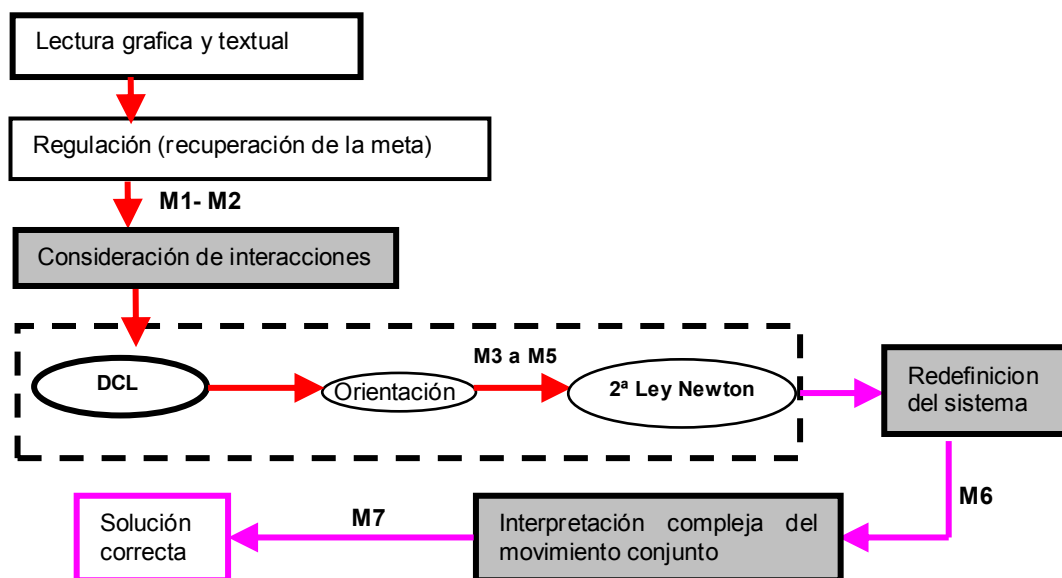 Lectura grafica y textual
Regulación (recuperación de la meta)
M1- M2
Consideración de interacciones
DCL
Orientación
M3 a M5
2ª Ley Newton
Redefinicion
del sistema
M6
Interpretación compleja del
movimiento conjunto
M7
Solución
correcta